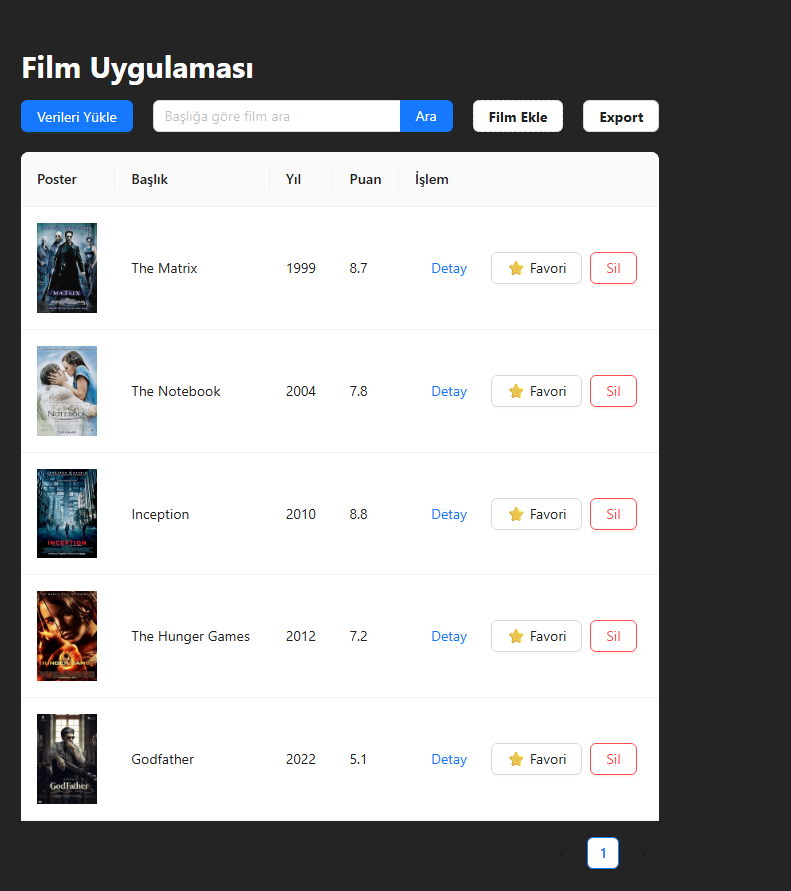 Film Uygulaması
Verileri Yükle Başlığa göre film ara Ara Film Ekle Export
Poster Başlık Yıl Puan İşlem
MATRIX
The Matrix 1999 8.7 Detay Favori Sil
NOTEBOOK
The Notebook 2004 7.8 Detay Favori Sil
INCEPTION
Inception 2010 8.8 Detay Favori Sil
The Hunger Games 2012 7.2 Detay Favori Sil
GodFather
Godfather 2022 5.1 Detay Favori Sil
1